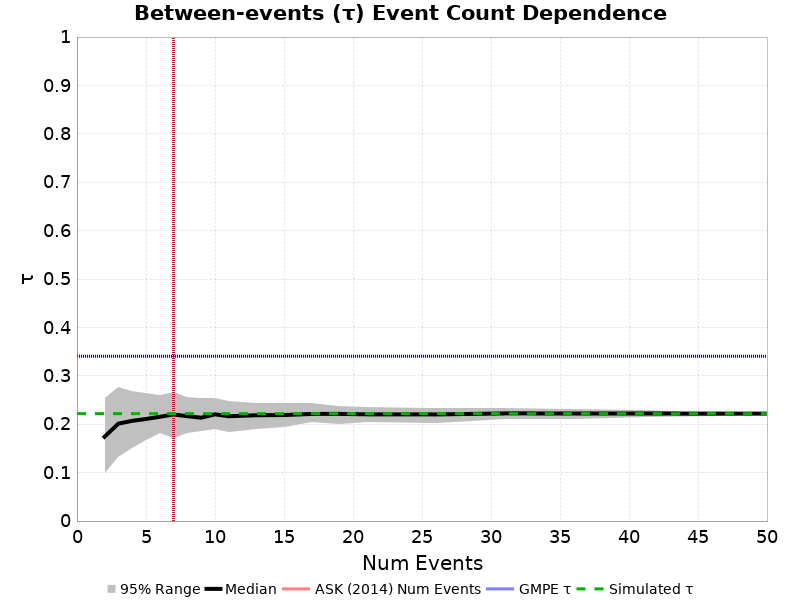 Between-events (τ) Event Count Dependence
1
0.9
0.8
0.7
0.6
0.5
0.4
0.3
0.2
0.1
0
τ
0 5 10 15 20 25 30 35 40 45 50
Num Events
95% Range Median ASK (2014) Num Events GMPE τ Simulated τ